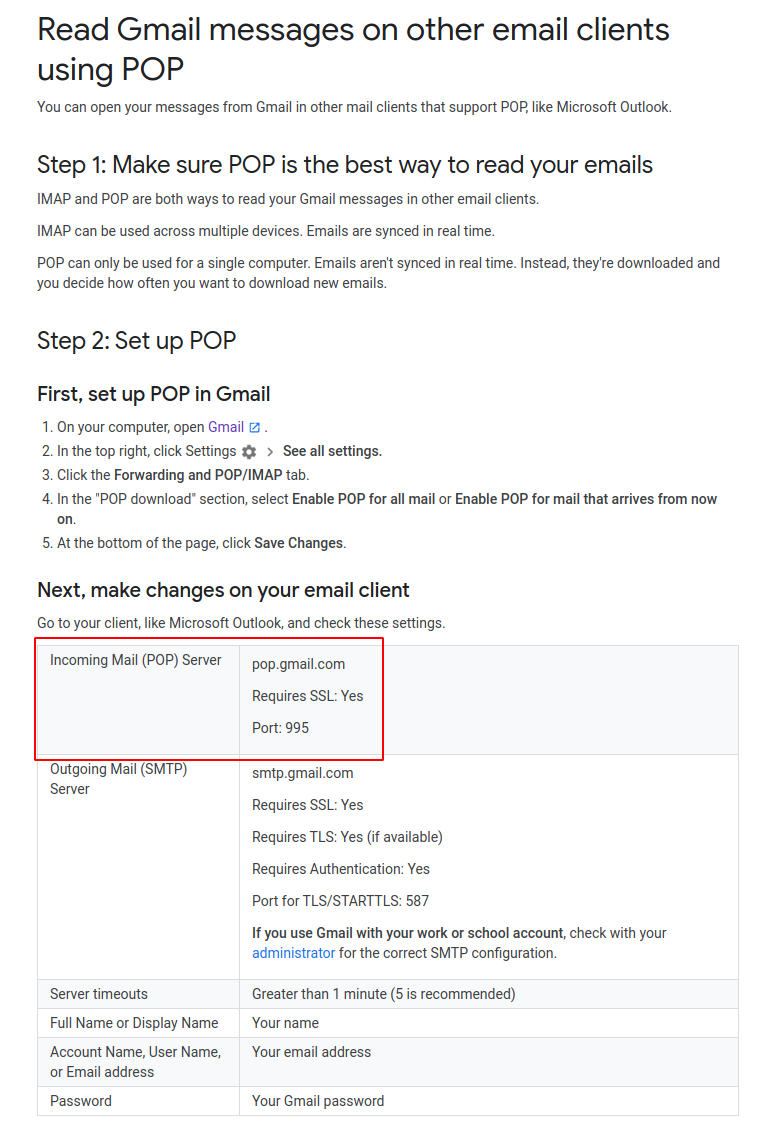 Read Gmail messages on other email clients
using POP
You can open your messages from Gmail in other mail clients that support POP, like Microsoft Outlook.
Step 1: Make sure POP is the best way to read your emails
IMAP and POP are both ways to read your Gmail messages in other email clients.
IMAP can be used across multiple devices. Emails are synced in real time.
POP can only be used for a single computer. Emails aren't synced in real time. Instead, they're downloaded and
you decide how often you want to download new emails.
Step 2: Set up POP
First, set up POP in Gmail
1. On your computer, open Gmail .
2. In the top right, click Settings > See all settings.
3. Click the Forwarding and POP/IMAP tab.
4. In the "POP download" section, select Enable POP for all mail or Enable POP for mail that arrives from now
on.
5. At the bottom of the page, click Save Changes.
Next, make changes on your email client
Go to your client, like Microsoft Outlook, and check these settings.
Incoming Mail (POP) Server
pop.gmail.com
Requires SSL: Yes
Port: 995
Outgoing Mail (SMTP)
Server
smtp.gmail.com
Requires SSL: Yes
Requires TLS: Yes (if available)
Requires Authentication: Yes
Port for TLS/STARTTLS: 587
If you use Gmail with your work or school account, check with your
administrator for the correct SMTP configuration.
Server timeouts
Greater than 1 minute (5 is recommended)
Full Name or Display Name
Your name
Account Name, User Name,
or Email address
Your email address
Password
Your Gmail password